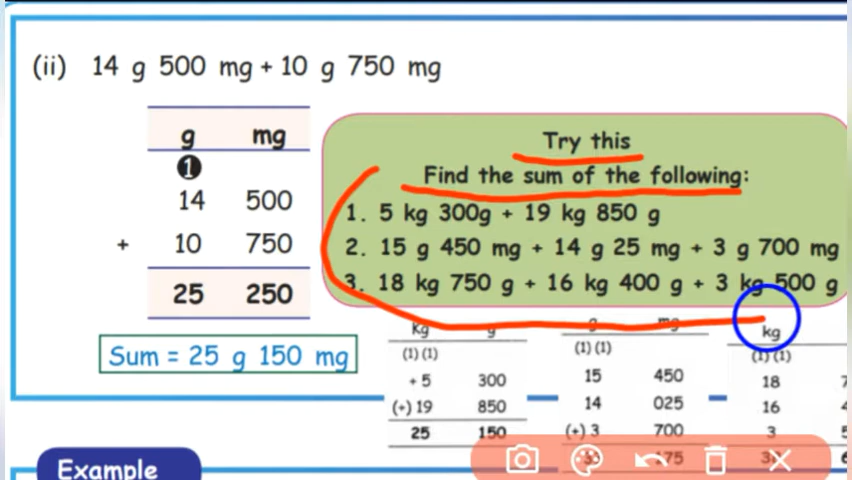 (ii) 14 g 500 mg + 10 g 750 mg
g mg
1
14 500
+ 10 750
25 250
Sum = 25 g 150 mg
Try this
Find the sum of the following:
1. 5 kg 300g + 19 kg 850 g
2. 15 g 450 mg + 14 g 25 mg + 3 g 700 mg
3. 18 kg 750 g + 16 kg 400 g + 3 kg 500 g
kg g
(1) (1)
+ 5 300
(+) 19 850
25 150
g mg
(1) (1)
15 450
14 025
(+) 3 700
175
kg
(1) (1)
18
16
3
Example